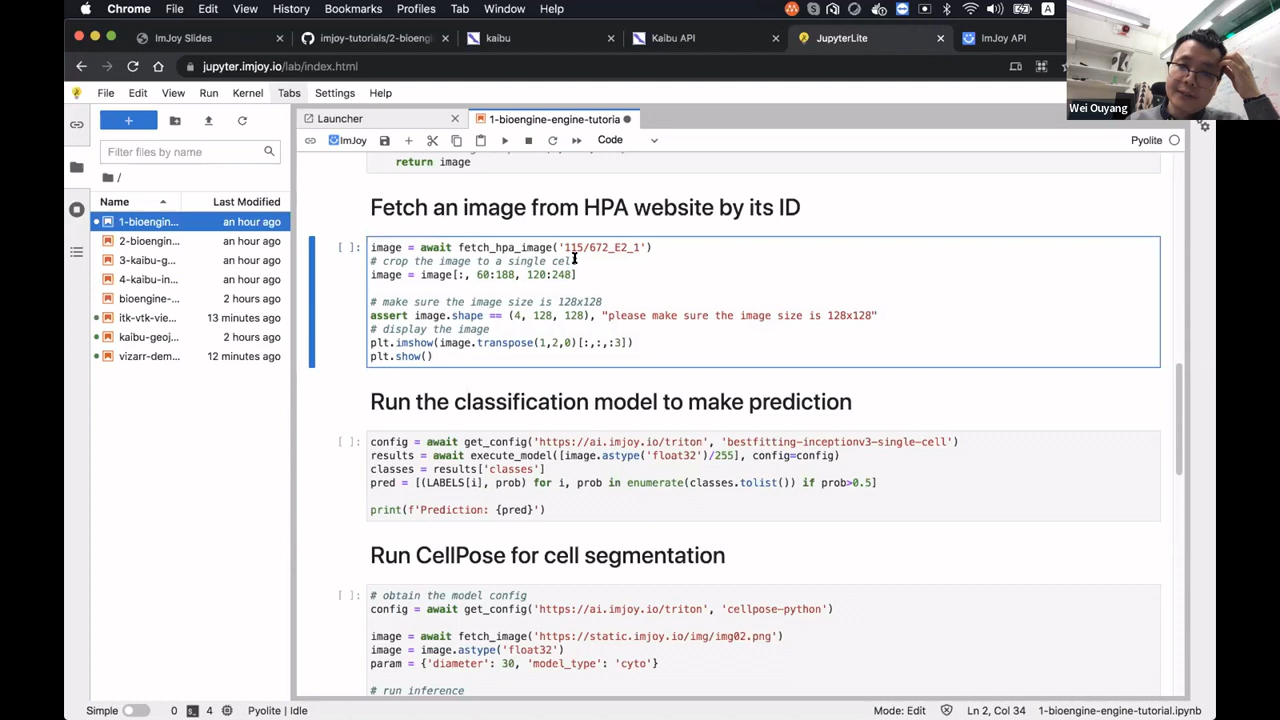 Chrome File Edit View History Bookmarks Profiles Tab Window Help
ImJoy Slides imjoy-tutorials/2-bioeng kaibu Kaibu API JupyterLite ImJoy API
jupyter.imjoy.io/lab/index.html
Wei Ouyang
File Edit View Run Kernel Tabs Settings Help
Launcher 1-bioengine-engine-tutoria
ImJoy Code Pyolite
Filter files by name
/
Name Last Modified
1-bioengin... an hour ago
2-bioengin... an hour ago
3-kaibu-g... an hour ago
4-kaibu-in... an hour ago
bioengine-... 2 hours ago
itk-vtk-vie... 13 minutes ago
kaibu-geoj... 2 hours ago
vizarr-dem... 12 minutes ago
return image
Fetch an image from HPA website by its ID
[ ]: image = await fetch_hpa_image('115/672_E2_1')
# crop the image to a single cell
image = image[:, 60:188, 120:248]
# make sure the image size is 128x128
assert image.shape == (4, 128, 128), "please make sure the image size is 128x128"
# display the image
plt.imshow(image.transpose(1,2,0)[:,:,:3])
plt.show()
Run the classification model to make prediction
[ ]: config = await get_config('https://ai.imjoy.io/triton', 'bestfitting-inceptionv3-single-cell')
results = await execute_model([image.astype('float32')/255], config=config)
classes = results['classes']
pred = [(LABELS[i], prob) for i, prob in enumerate(classes.tolist()) if prob>0.5]
print(f'Prediction: {pred}')
Run CellPose for cell segmentation
[ ]: # obtain the model config
config = await get_config('https://ai.imjoy.io/triton', 'cellpose-python')
image = await fetch_image('https://static.imjoy.io/img/img02.png')
image = image.astype('float32')
param = {'diameter': 30, 'model_type': 'cyto'}
# run inference
Simple 0 4 Pyolite | Idle Mode: Edit Ln 2, Col 34 1-bioengine-engine-tutorial.ipynb